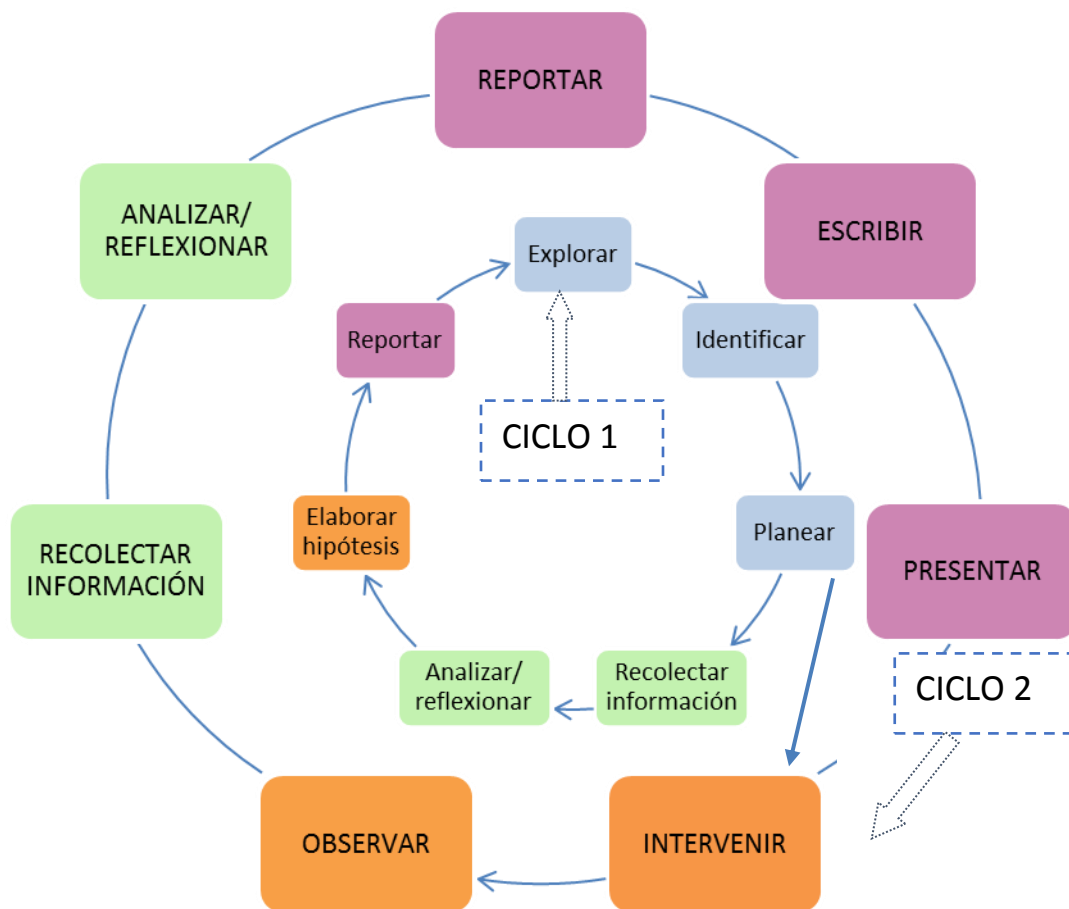 REPORTAR
ESCRIBIR
ANALIZAR/
REFLEXIONAR
Explorar
Reportar
Identificar
CICLO 1
Elaborar
hipótesis
Planear
RECOLECTAR
INFORMACIÓN
PRESENTAR
Analizar/
reflexionar
Recolectar
información
CICLO 2
OBSERVAR
INTERVENIR